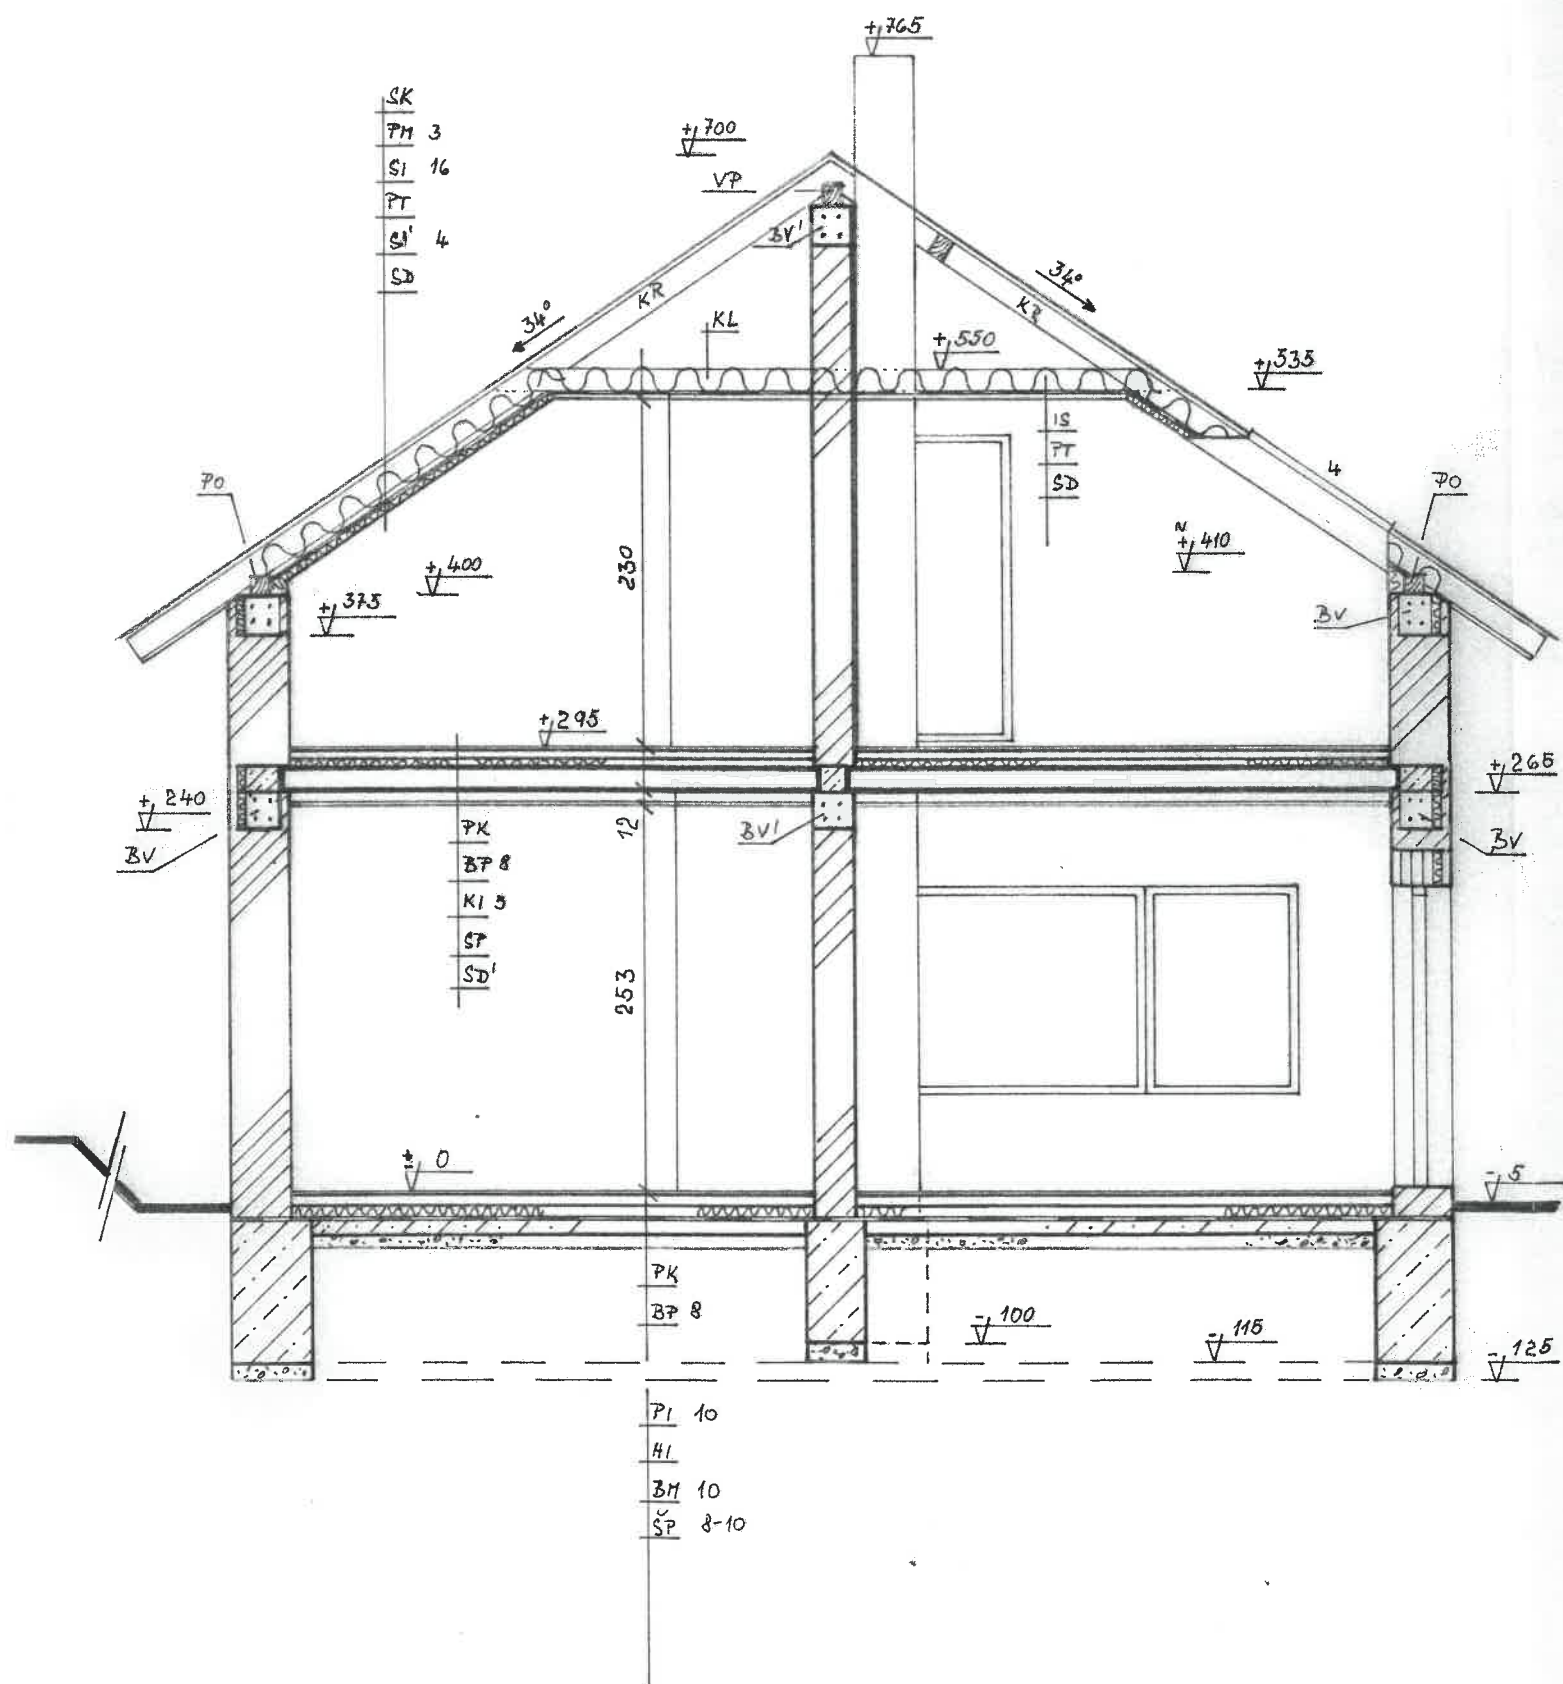 +765
SK
PM 3
SI 16
PT
SI' 4
SD
+700
VP
BV'
KR
34°
KL
34°
KR
+550
+535
IS
PT
SD
4
PO
PO
+400
+375
230
N
+410
BV
+295
+265
+240
BV
12
BV'
BV
PK
BP 8
KI 5
SP
SD'
253
± 0
-5
PK
BP 8
-100
-115
-125
PI 10
HI
BM 10
ŠP 8-10